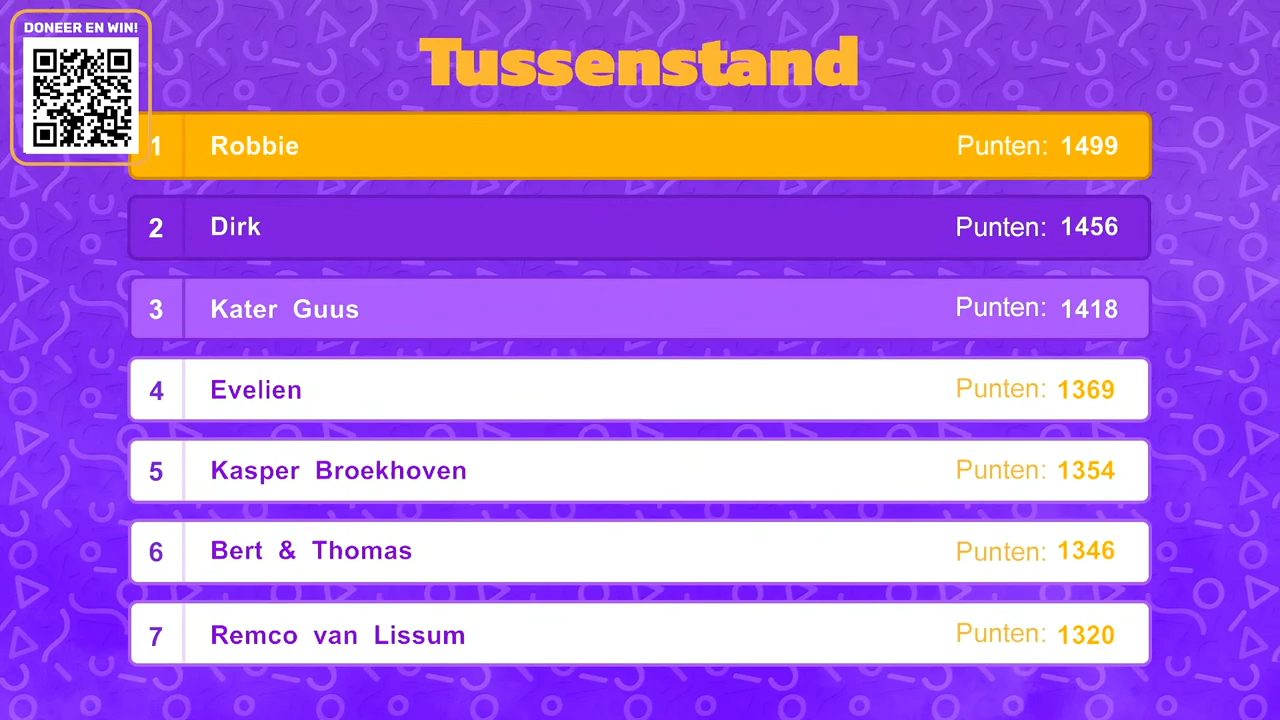 DONEER EN WIN!
Tussenstand
1 Robbie Punten: 1499
2 Dirk Punten: 1456
3 Kater Guus Punten: 1418
4 Evelien Punten: 1369
5 Kasper Broekhoven Punten: 1354
6 Bert & Thomas Punten: 1346
7 Remco van Lissum Punten: 1320